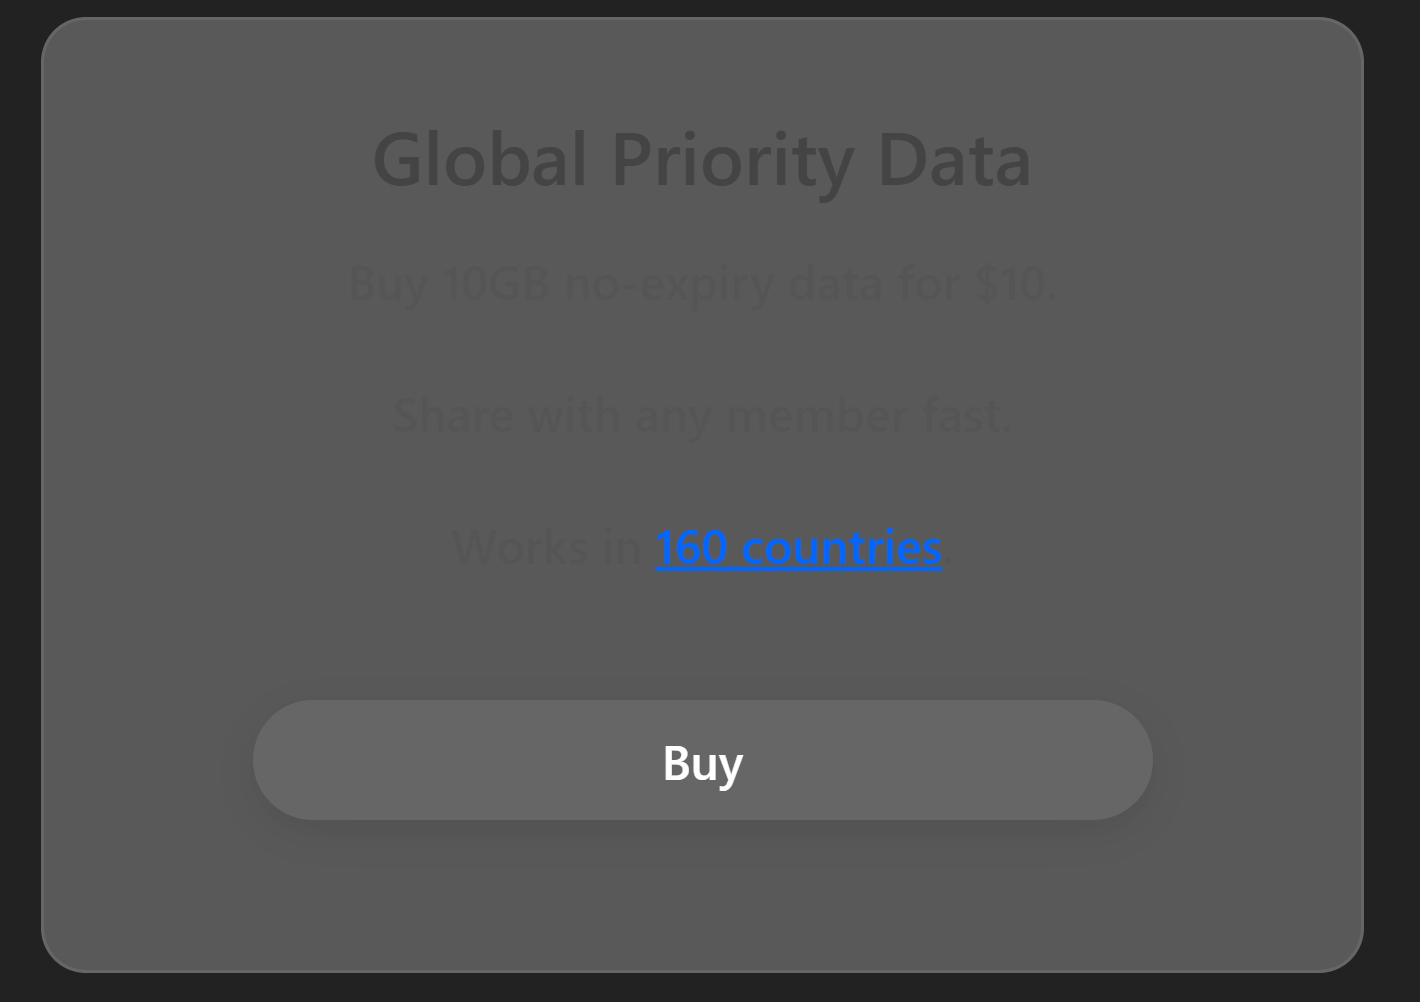 Global Priority Data
Buy 10GB no-expiry data for $10.
Share with any member fast.
Works in 160 countries.
Buy